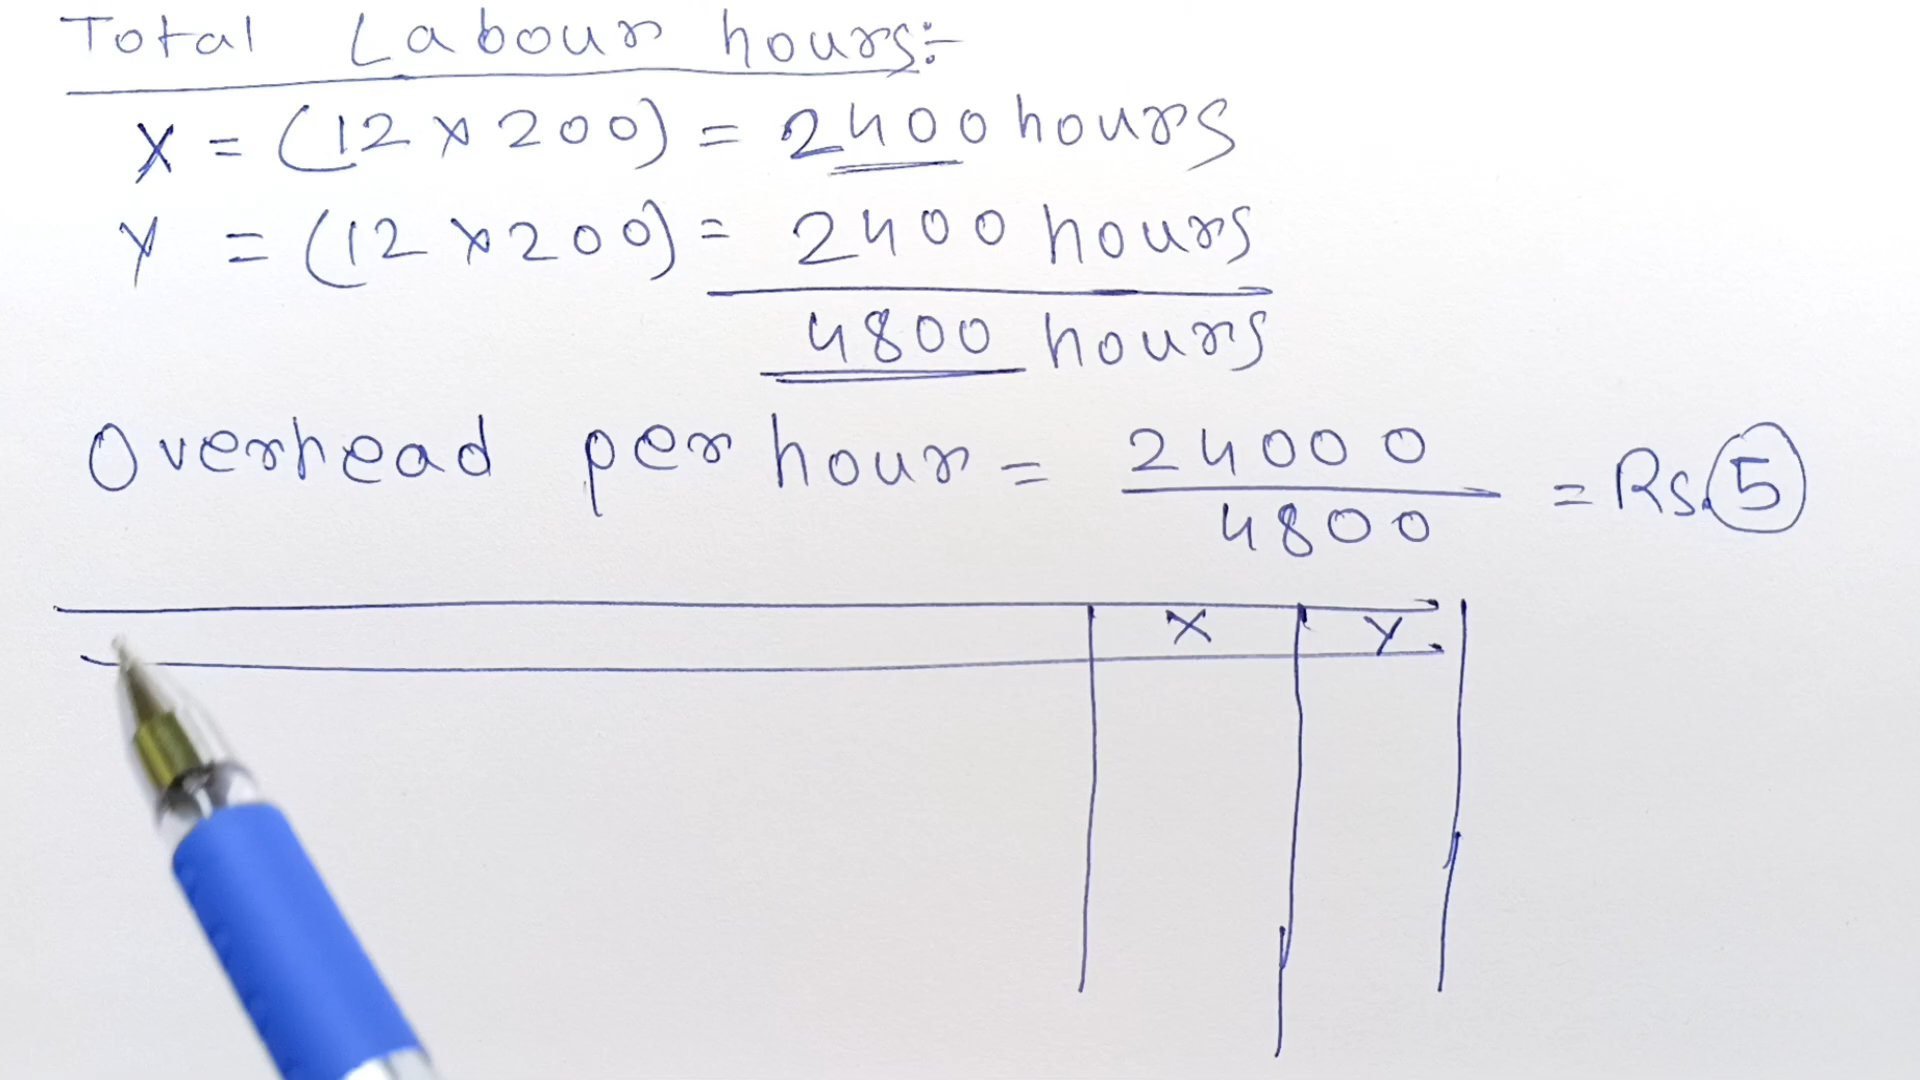 Total Labour hours:-
X = (12 × 200) = 2400 hours
Y = (12 × 200) = 2400 hours
4800 hours
Overhead per hour = 24000 / 4800 = Rs. 5
X Y